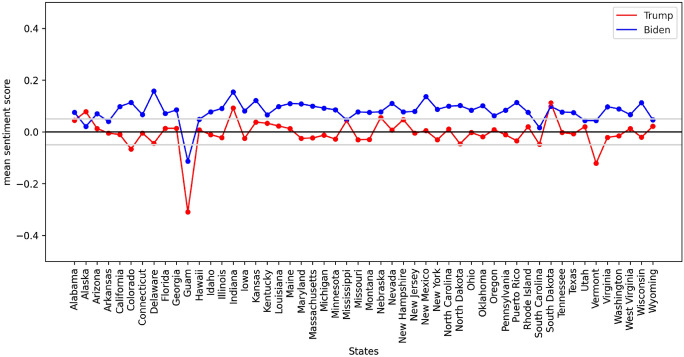 Trump
Biden
mean sentiment score
0.4
0.2
0.0
−0.2
−0.4
Alabama
Alaska
Arizona
Arkansas
California
Colorado
Connecticut
Delaware
Florida
Georgia
Guam
Hawaii
Idaho
Illinois
Indiana
Iowa
Kansas
Kentucky
Louisiana
Maine
Maryland
Massachusetts
Michigan
Minnesota
Mississippi
Missouri
Montana
Nebraska
Nevada
New Hampshire
New Jersey
New Mexico
New York
North Carolina
North Dakota
Ohio
Oklahoma
Oregon
Pennsylvania
Puerto Rico
Rhode Island
South Carolina
South Dakota
Tennessee
Texas
Utah
Vermont
Virginia
Washington
West Virginia
Wisconsin
Wyoming
States